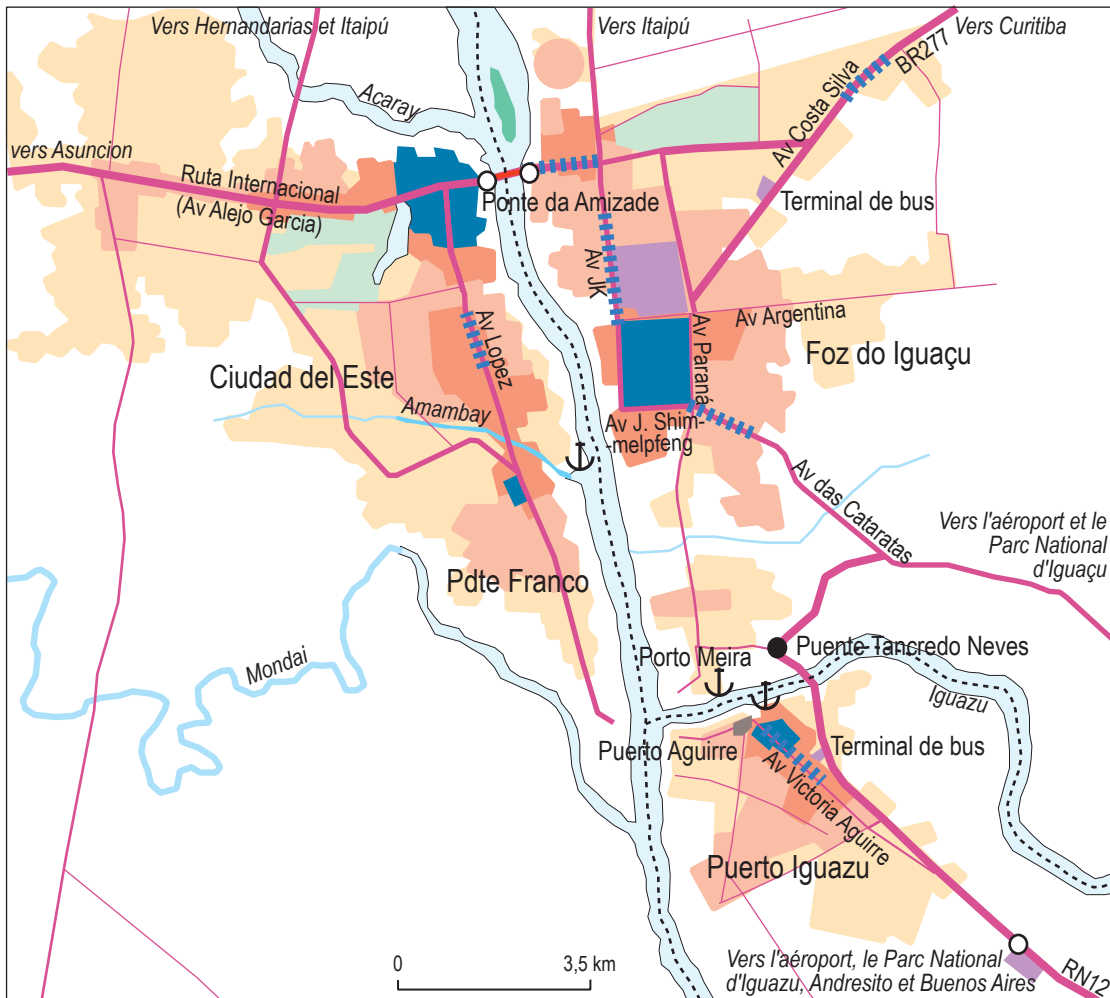 Vers Hernandarias et Itaipú
Vers Itaipú
Vers Curitiba
BR277
Acaray
Av Costa Silva
vers Asuncion
Ruta Internacional
(Av Alejo Garcia)
Ponte da Amizade
Terminal de bus
Av JK
Av Lopez
Av Paraná
Av Argentina
Foz do Iguaçu
Ciudad del Este
Amambay
Av J. Shim-
-melpfeng
Av das Cataratas
Vers l'aéroport et le
Parc National
d'Iguaçu
Pdte Franco
Mondai
Porto Meira
Puente Tancredo Neves
Iguazu
Puerto Aguirre
Terminal de bus
Av Victoria Aguirre
Puerto Iguazu
0
3,5 km
Vers l'aéroport, le Parc National
d'Iguazu, Andresito et Buenos Aires
RN12